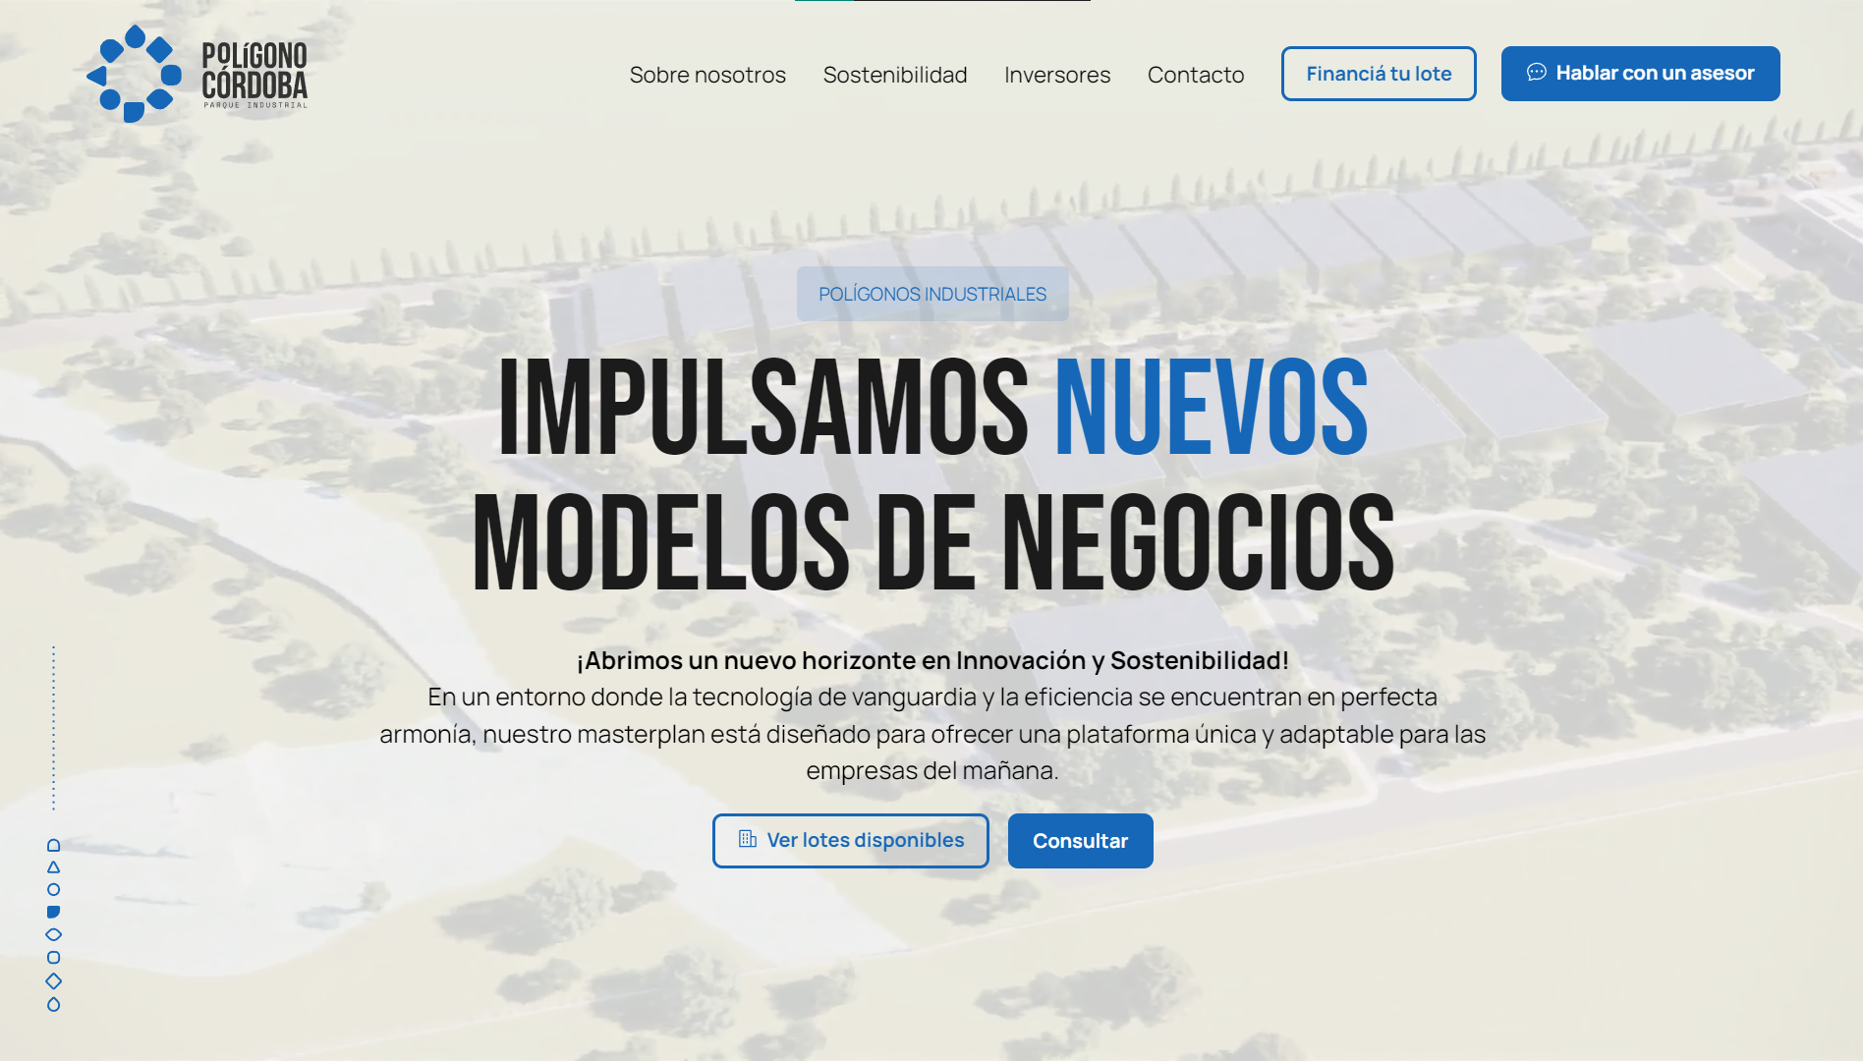 POLÍGONO
CÓRDOBA
PARQUE INDUSTRIAL
Sobre nosotros
Sostenibilidad
Inversores
Contacto
Financiá tu lote
Hablar con un asesor
POLÍGONOS INDUSTRIALES
IMPULSAMOS NUEVOS
MODELOS DE NEGOCIOS
¡Abrimos un nuevo horizonte en Innovación y Sostenibilidad!
En un entorno donde la tecnología de vanguardia y la eficiencia se encuentran en perfecta
armonía, nuestro masterplan está diseñado para ofrecer una plataforma única y adaptable para las
empresas del mañana.
Ver lotes disponibles
Consultar